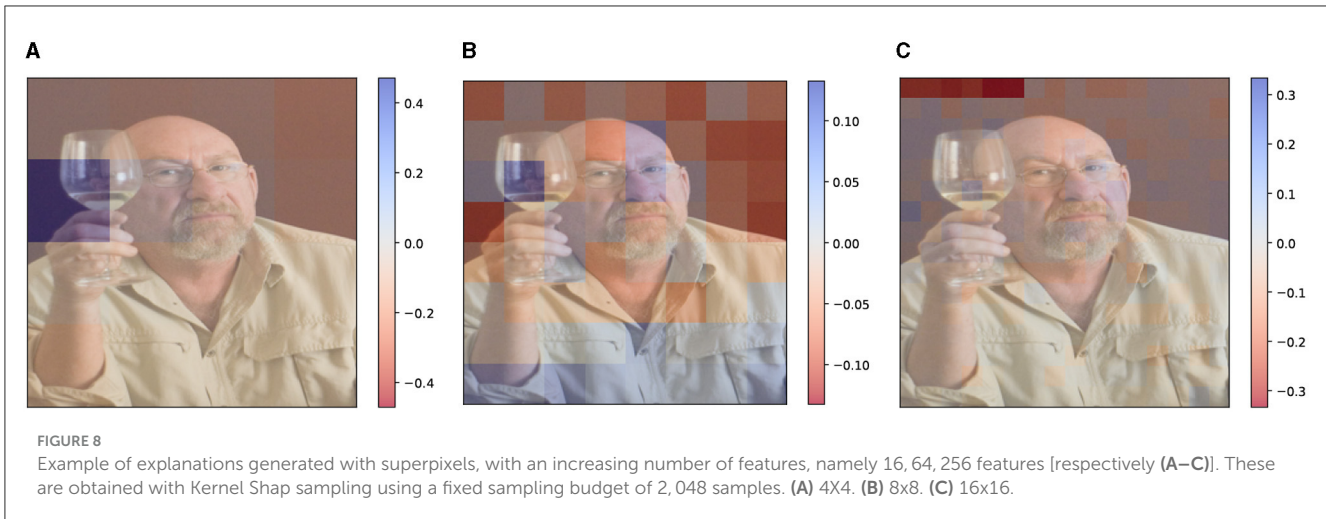 A
B
C
0.4
0.2
0.0
−0.2
−0.4
0.10
0.05
0.00
−0.05
−0.10
0.3
0.2
0.1
0.0
−0.1
−0.2
−0.3
FIGURE 8
Example of explanations generated with superpixels, with an increasing number of features, namely 16, 64, 256 features [respectively (A–C)]. These
are obtained with Kernel Shap sampling using a fixed sampling budget of 2, 048 samples. (A) 4X4. (B) 8x8. (C) 16x16.